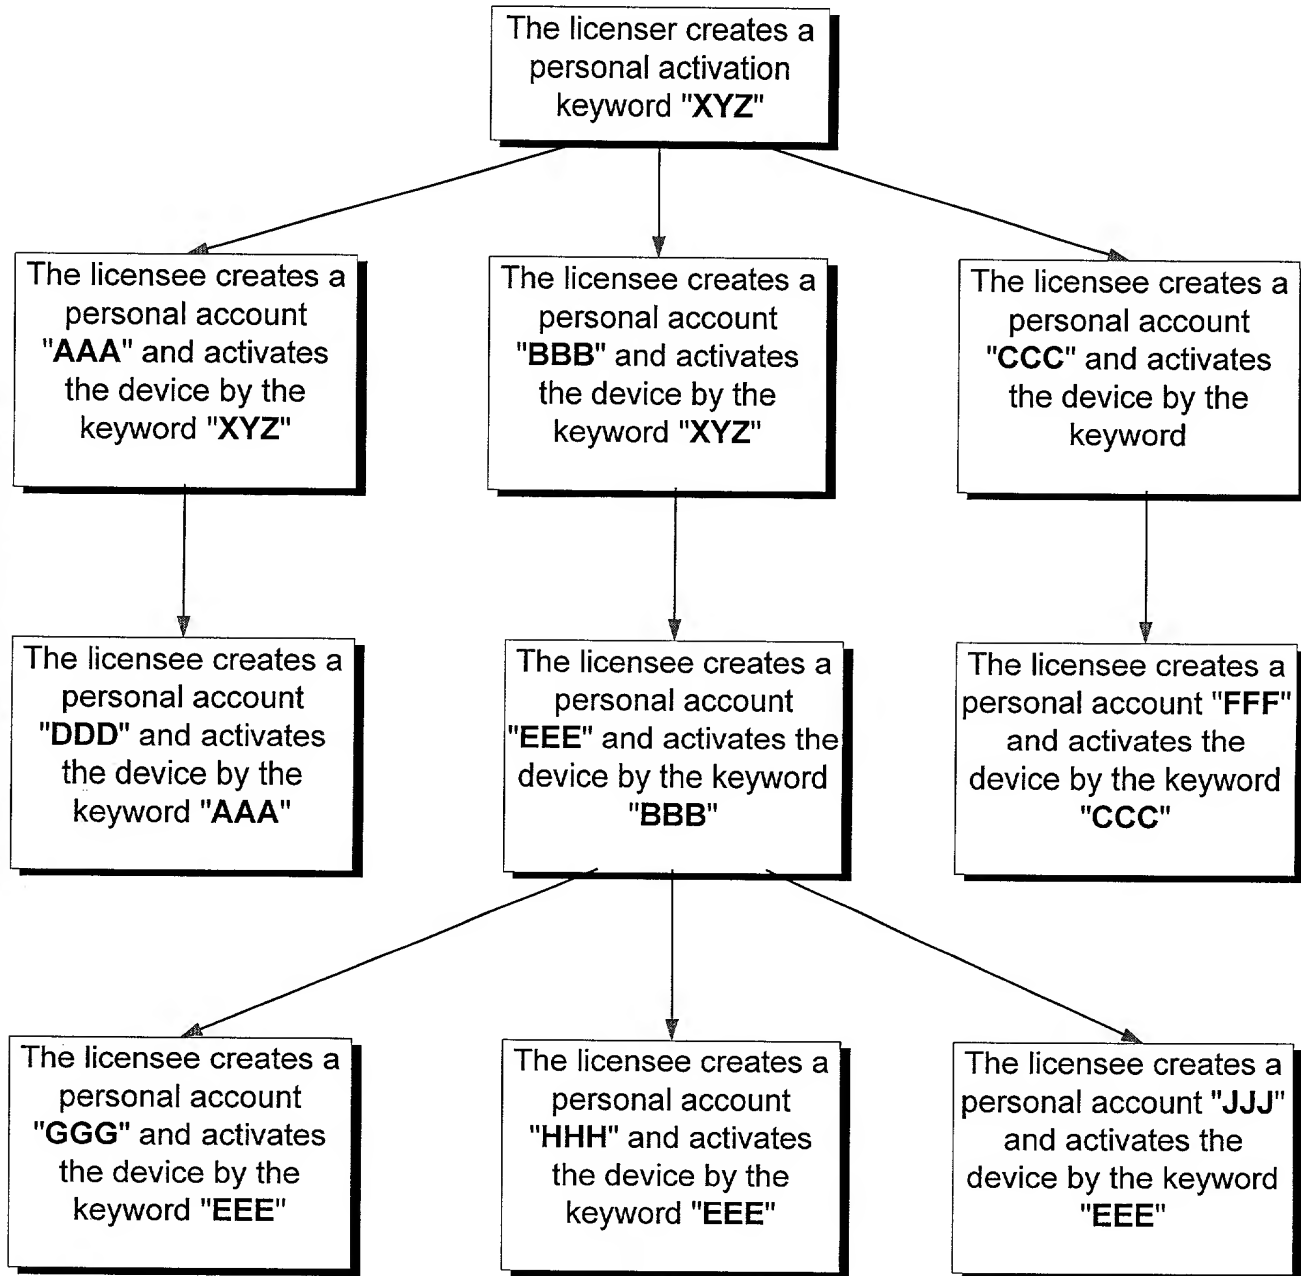 The licenser creates a
personal activation
keyword "XYZ"
The licensee creates a
personal account
"AAA" and activates
the device by the
keyword "XYZ"
The licensee creates a
personal account
"BBB" and activates
the device by the
keyword "XYZ"
The licensee creates a
personal account
"CCC" and activates
the device by the
keyword
The licensee creates a
personal account
"DDD" and activates
the device by the
keyword "AAA"
The licensee creates a
personal account
"EEE" and activates the
device by the keyword
"BBB"
The licensee creates a
personal account "FFF"
and activates the
device by the keyword
"CCC"
The licensee creates a
personal account
"GGG" and activates
the device by the
keyword "EEE"
The licensee creates a
personal account
"HHH" and activates
the device by the
keyword "EEE"
The licensee creates a
personal account "JJJ"
and activates the
device by the keyword
"EEE"